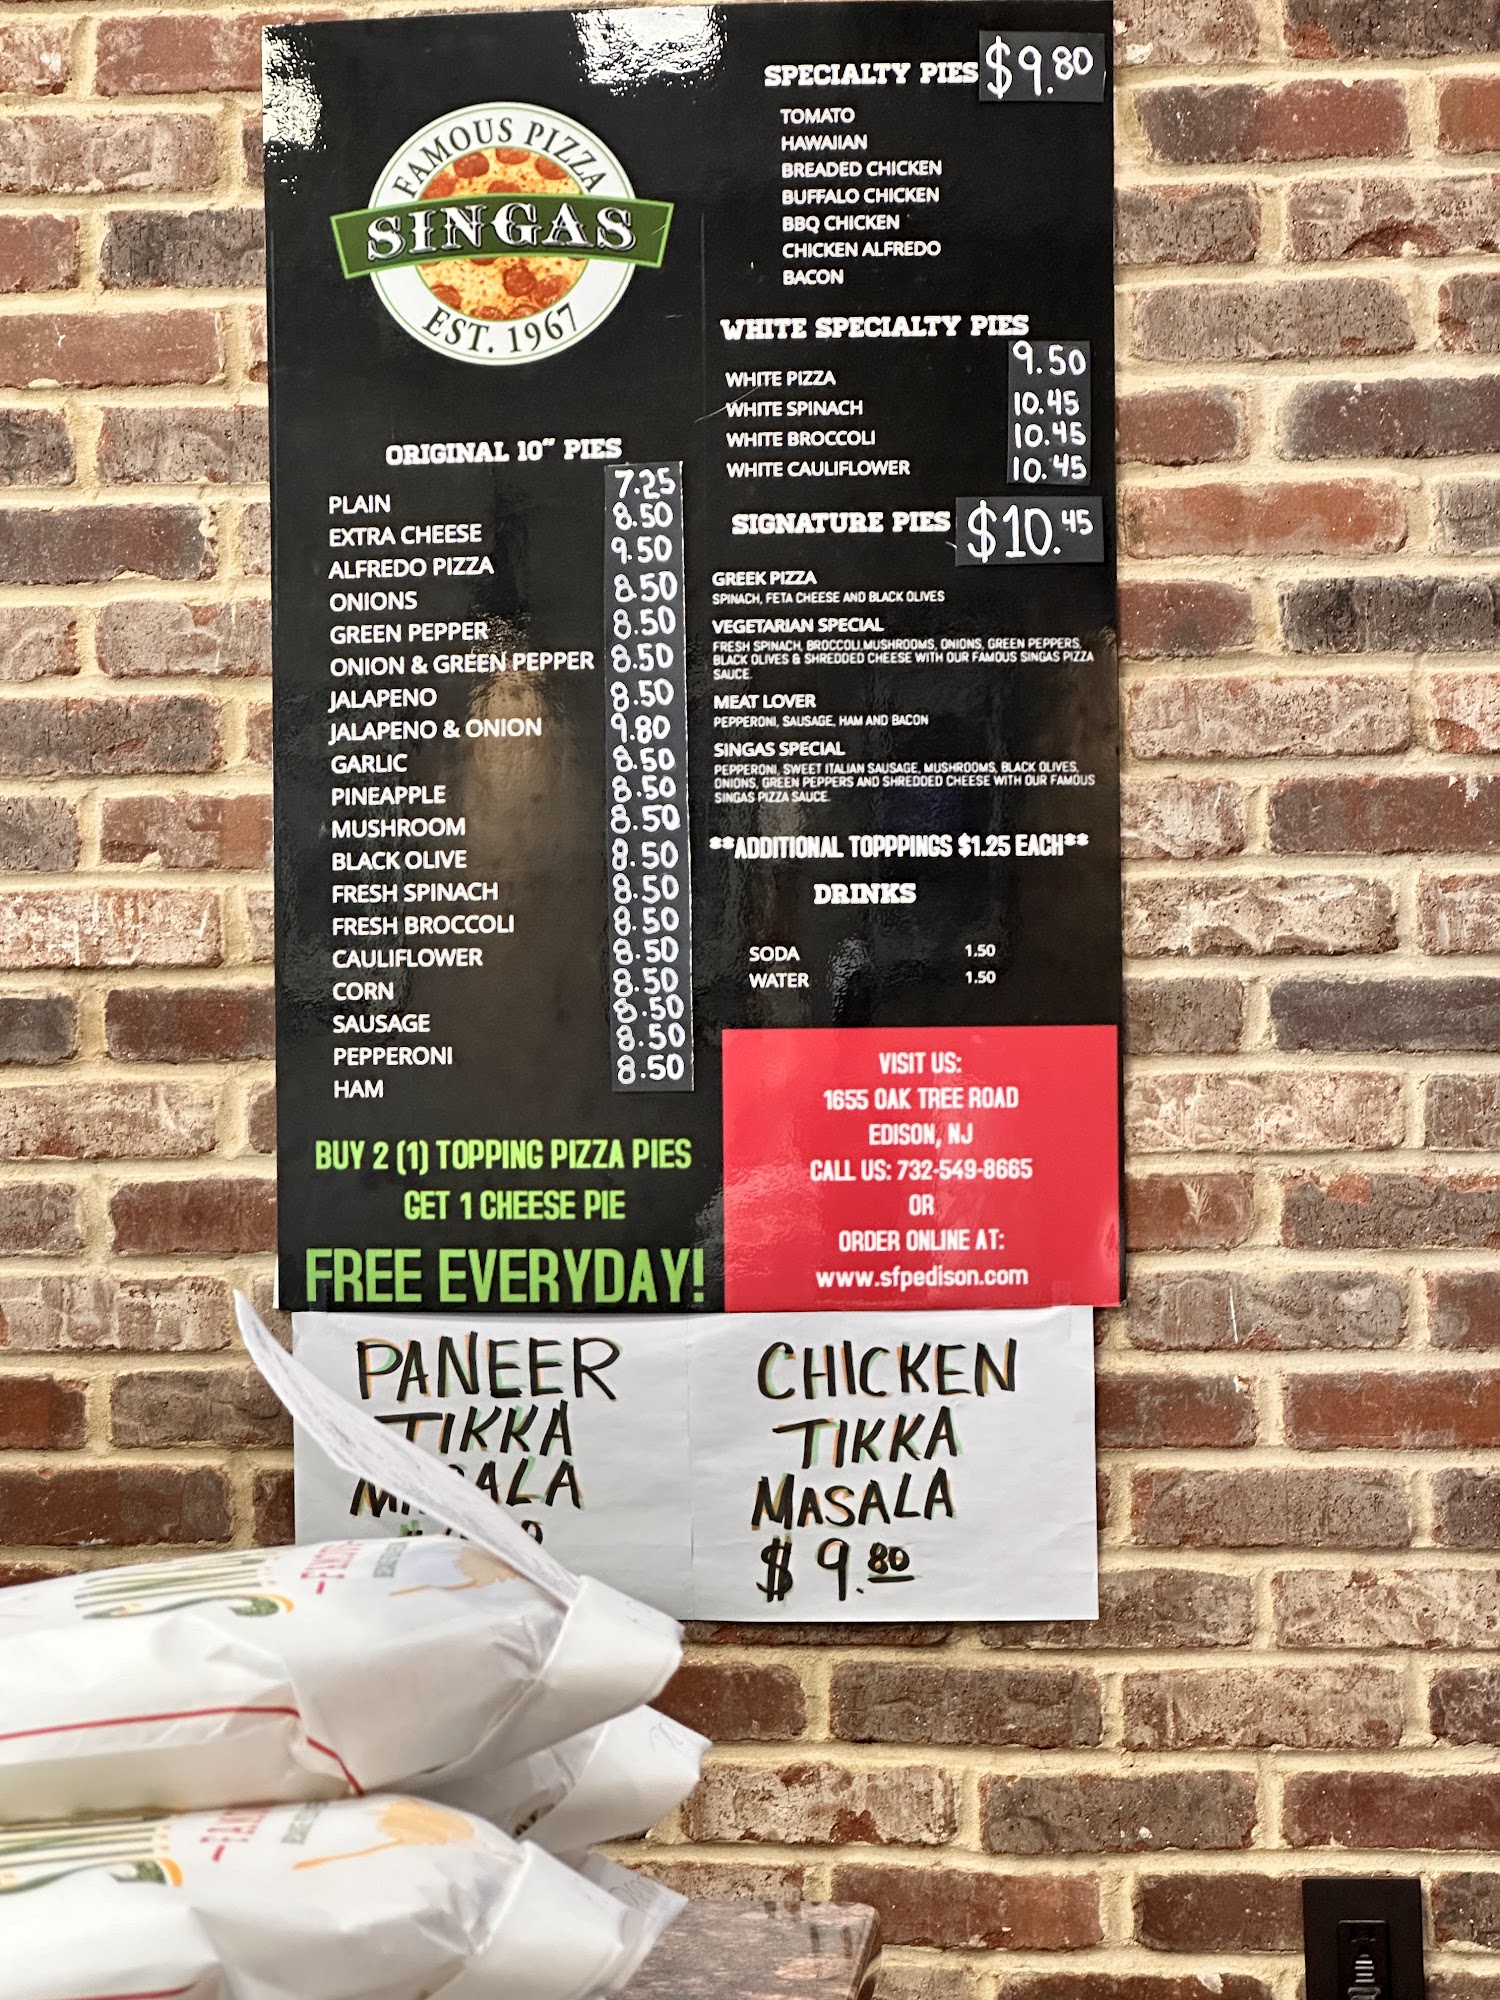 FAMOUS PIZZA
SINGAS
EST. 1967
ORIGINAL 10" PIES
PLAIN 7.25
EXTRA CHEESE 8.50
ALFREDO PIZZA 9.50
ONIONS 8.50
GREEN PEPPER 8.50
ONION & GREEN PEPPER 8.50
JALAPENO 8.50
JALAPENO & ONION 9.80
GARLIC 8.50
PINEAPPLE 8.50
MUSHROOM 8.50
BLACK OLIVE 8.50
FRESH SPINACH 8.50
FRESH BROCCOLI 8.50
CAULIFLOWER 8.50
CORN 8.50
SAUSAGE 8.50
PEPPERONI 8.50
HAM 8.50
BUY 2 (1) TOPPING PIZZA PIES
GET 1 CHEESE PIE
FREE EVERYDAY!
SPECIALTY PIES $9.80
TOMATO
HAWAIIAN
BREADED CHICKEN
BUFFALO CHICKEN
BBQ CHICKEN
CHICKEN ALFREDO
BACON
WHITE SPECIALTY PIES
WHITE PIZZA 9.50
WHITE SPINACH 10.45
WHITE BROCCOLI 10.45
WHITE CAULIFLOWER 10.45
SIGNATURE PIES $10.45
GREEK PIZZA
SPINACH, FETA CHEESE AND BLACK OLIVES
VEGETARIAN SPECIAL
FRESH SPINACH, BROCCOLI,MUSHROOMS, ONIONS, GREEN PEPPERS,
BLACK OLIVES & SHREDDED CHEESE WITH OUR FAMOUS SINGAS PIZZA
SAUCE.
MEAT LOVER
PEPPERONI, SAUSAGE, HAM AND BACON
SINGAS SPECIAL
PEPPERONI, SWEET ITALIAN SAUSAGE, MUSHROOMS, BLACK OLIVES,
ONIONS, GREEN PEPPERS AND SHREDDED CHEESE WITH OUR FAMOUS
SINGAS PIZZA SAUCE.
**ADDITIONAL TOPPPINGS $1.25 EACH**
DRINKS
SODA 1.50
WATER 1.50
VISIT US:
1655 OAK TREE ROAD
EDISON, NJ
CALL US: 732-549-8665
OR
ORDER ONLINE AT:
www.sfpedison.com
PANEER
TIKKA
CHICKEN
TIKKA
MASALA
$9.80